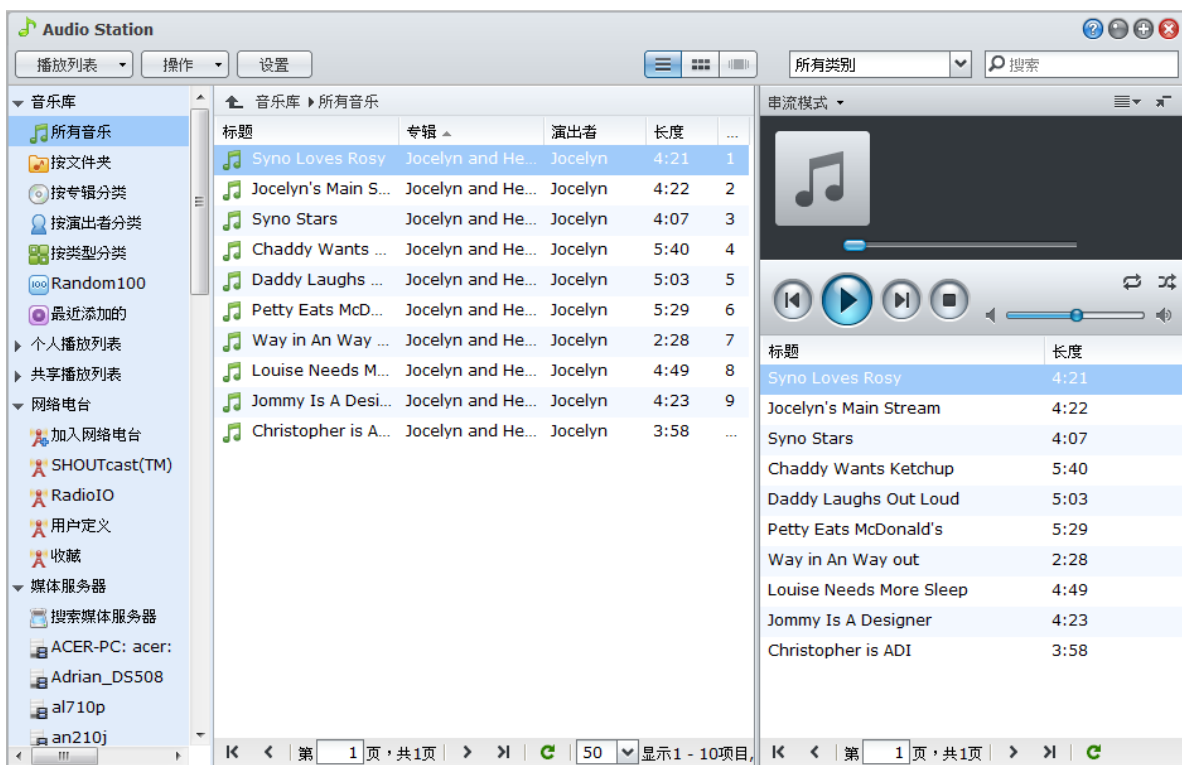 Audio Station
播放列表 操作 设置 所有类别 搜索
音乐库
所有音乐
按文件夹
按专辑分类
按演出者分类
按类型分类
100 Random100
最近添加的
个人播放列表
共享播放列表
网络电台
加入网络电台
SHOUTcast(TM)
RadioIO
用户定义
收藏
媒体服务器
搜索媒体服务器
ACER-PC: acer:
Adrian_DS508
al710p
an210j
音乐库 所有音乐
标题 专辑 演出者 长度 ...
Syno Loves Rosy Jocelyn and He... Jocelyn 4:21 1
Jocelyn's Main S... Jocelyn and He... Jocelyn 4:22 2
Syno Stars Jocelyn and He... Jocelyn 4:07 3
Chaddy Wants ... Jocelyn and He... Jocelyn 5:40 4
Daddy Laughs ... Jocelyn and He... Jocelyn 5:03 5
Petty Eats McD... Jocelyn and He... Jocelyn 5:29 6
Way in An Way ... Jocelyn and He... Jocelyn 2:28 7
Louise Needs M... Jocelyn and He... Jocelyn 4:49 8
Jommy Is A Desi... Jocelyn and He... Jocelyn 4:23 9
Christopher is A... Jocelyn and He... Jocelyn 3:58 ...
第 1 页,共1页 50 显示1 - 10项目,
串流模式
标题 长度
Syno Loves Rosy 4:21
Jocelyn's Main Stream 4:22
Syno Stars 4:07
Chaddy Wants Ketchup 5:40
Daddy Laughs Out Loud 5:03
Petty Eats McDonald's 5:29
Way in An Way out 2:28
Louise Needs More Sleep 4:49
Jommy Is A Designer 4:23
Christopher is ADI 3:58
第 1 页,共1页